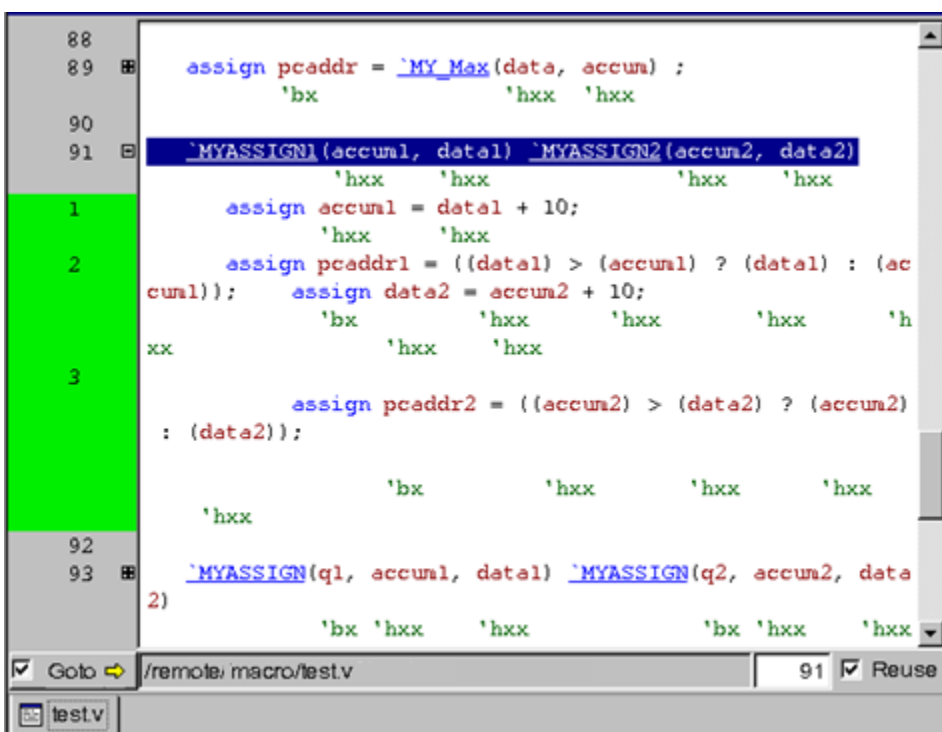 88
89 assign pcaddr = `MY_Max(data, accum) ;
'bx 'hxx 'hxx
90
91 `MYASSIGN1(accum1, data1) `MYASSIGN2(accum2, data2)
'hxx 'hxx 'hxx 'hxx
1 assign accum1 = data1 + 10;
'hxx 'hxx
2 assign pcaddr1 = ((data1) > (accum1) ? (data1) : (ac
cum1)); assign data2 = accum2 + 10;
'bx 'hxx 'hxx 'hxx 'h
xx 'hxx 'hxx
3
assign pcaddr2 = ((accum2) > (data2) ? (accum2)
: (data2));
'bx 'hxx 'hxx 'hxx
'hxx
92
93 `MYASSIGN(q1, accum1, data1) `MYASSIGN(q2, accum2, data
2)
'bx 'hxx 'hxx 'bx 'hxx 'hxx
Goto /remote/ macro/test.v 91 Reuse
test.v